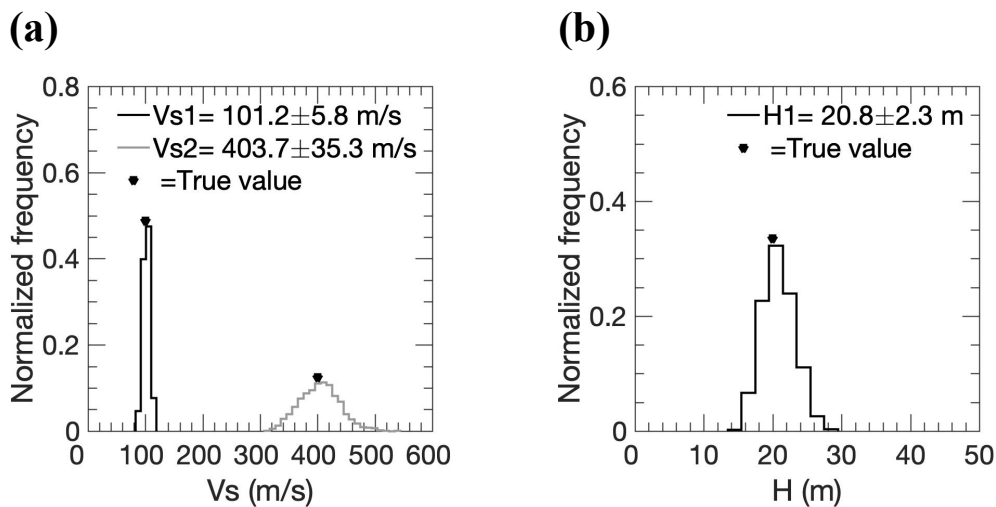 (a)
0.8
0.6
0.4
0.2
0
Normalized frequency
Vs1= 101.2±5.8 m/s
Vs2= 403.7±35.3 m/s
=True value
0 100 200 300 400 500 600
Vs (m/s)
(b)
0.6
0.4
0.2
0
Normalized frequency
H1= 20.8±2.3 m
=True value
0 10 20 30 40 50
H (m)